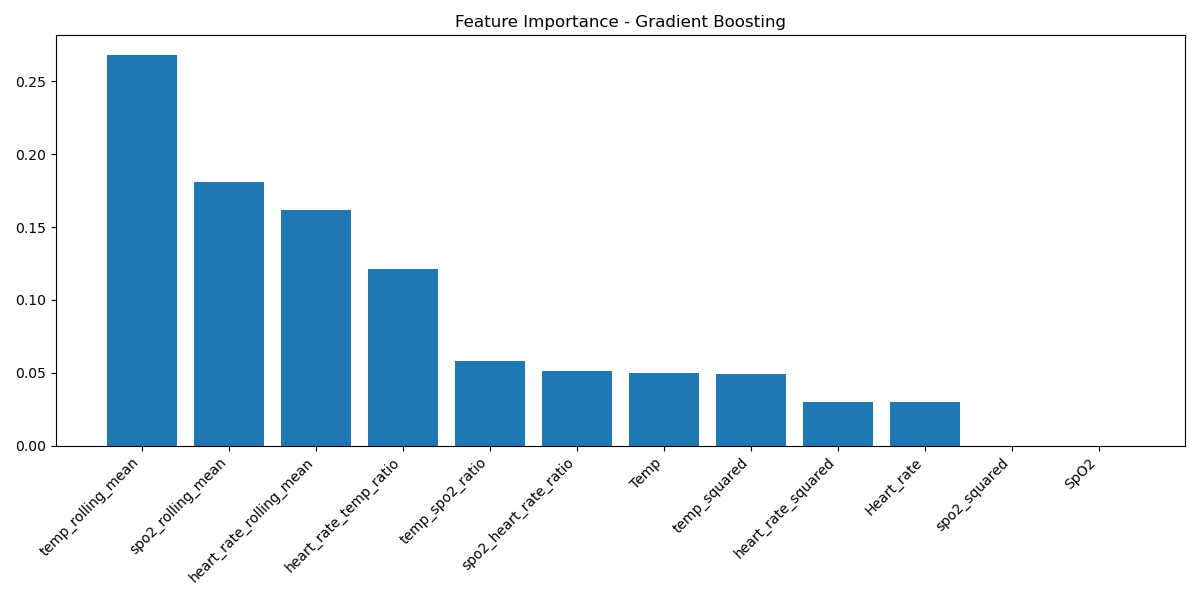 Feature Importance - Gradient Boosting
0.25
0.20
0.15
0.10
0.05
0.00
temp_rolling_mean
spo2_rolling_mean
heart_rate_rolling_mean
heart_rate_temp_ratio
temp_spo2_ratio
spo2_heart_rate_ratio
Temp
temp_squared
heart_rate_squared
Heart_rate
spo2_squared
SpO2